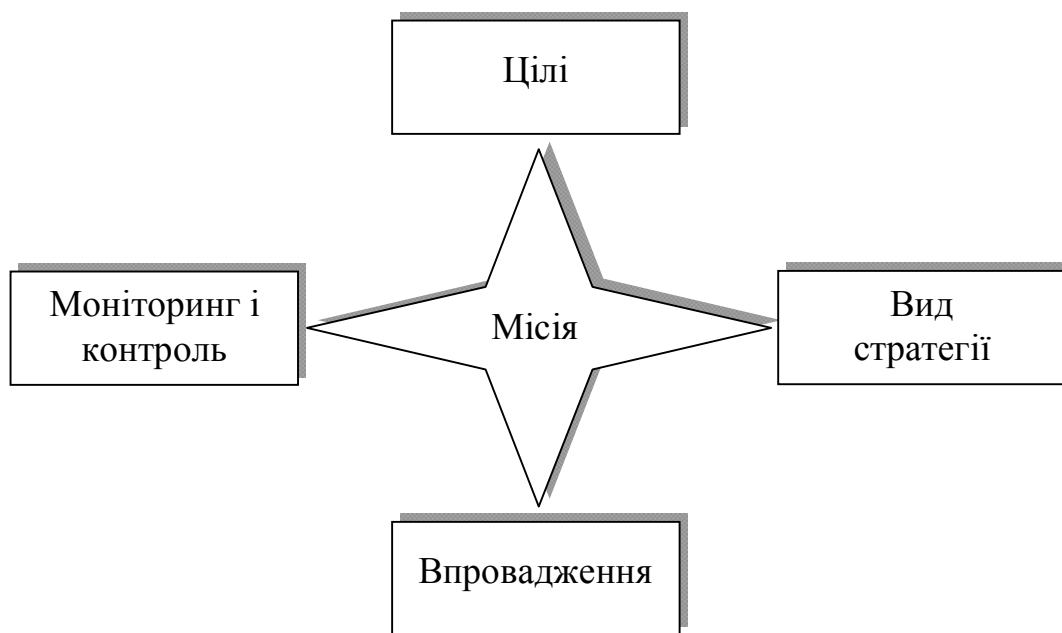 Цілі
Моніторинг і
контроль
Місія
Вид
стратегії
Впровадження